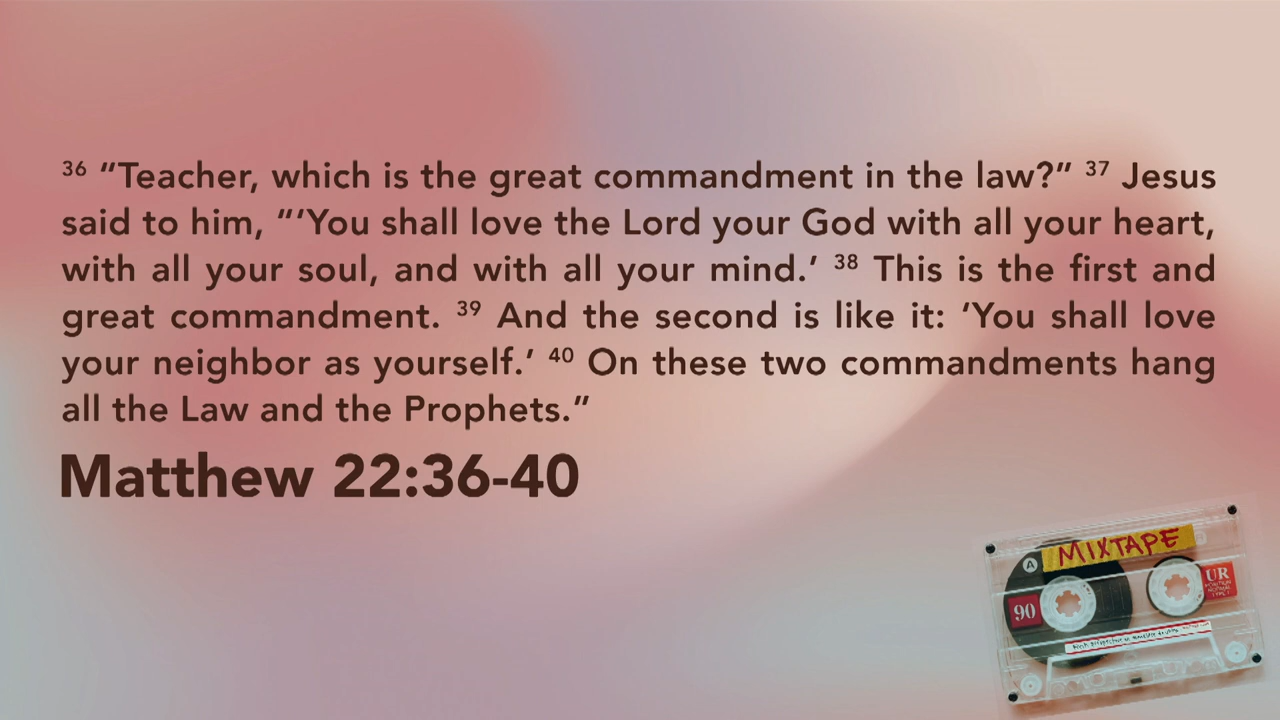 36 “Teacher, which is the great commandment in the law?” 37 Jesus
said to him, “‘You shall love the Lord your God with all your heart,
with all your soul, and with all your mind.’ 38 This is the first and
great commandment. 39 And the second is like it: ‘You shall love
your neighbor as yourself.’ 40 On these two commandments hang
all the Law and the Prophets.”
Matthew 22:36-40
MIXTAPE
A
UR
POSITION
NORMAL
TYPE I
90